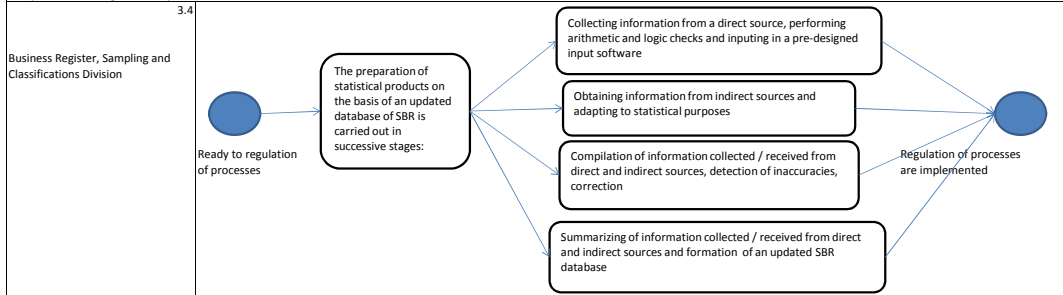 3.4
Business Register, Sampling and
Classifications Division
Ready to regulation
of processes
The preparation of
statistical products on
the basis of an updated
database of SBR is
carried out in
successive stages:
Collecting information from a direct source, performing
arithmetic and logic checks and inputing in a pre-designed
input software
Obtaining information from indirect sources and
adapting to statistical purposes
Compilation of information collected / received from
direct and indirect sources, detection of inaccuracies,
correction
Summarizing of information collected / received from direct
and indirect sources and formation of an updated SBR
database
Regulation of processes
are implemented